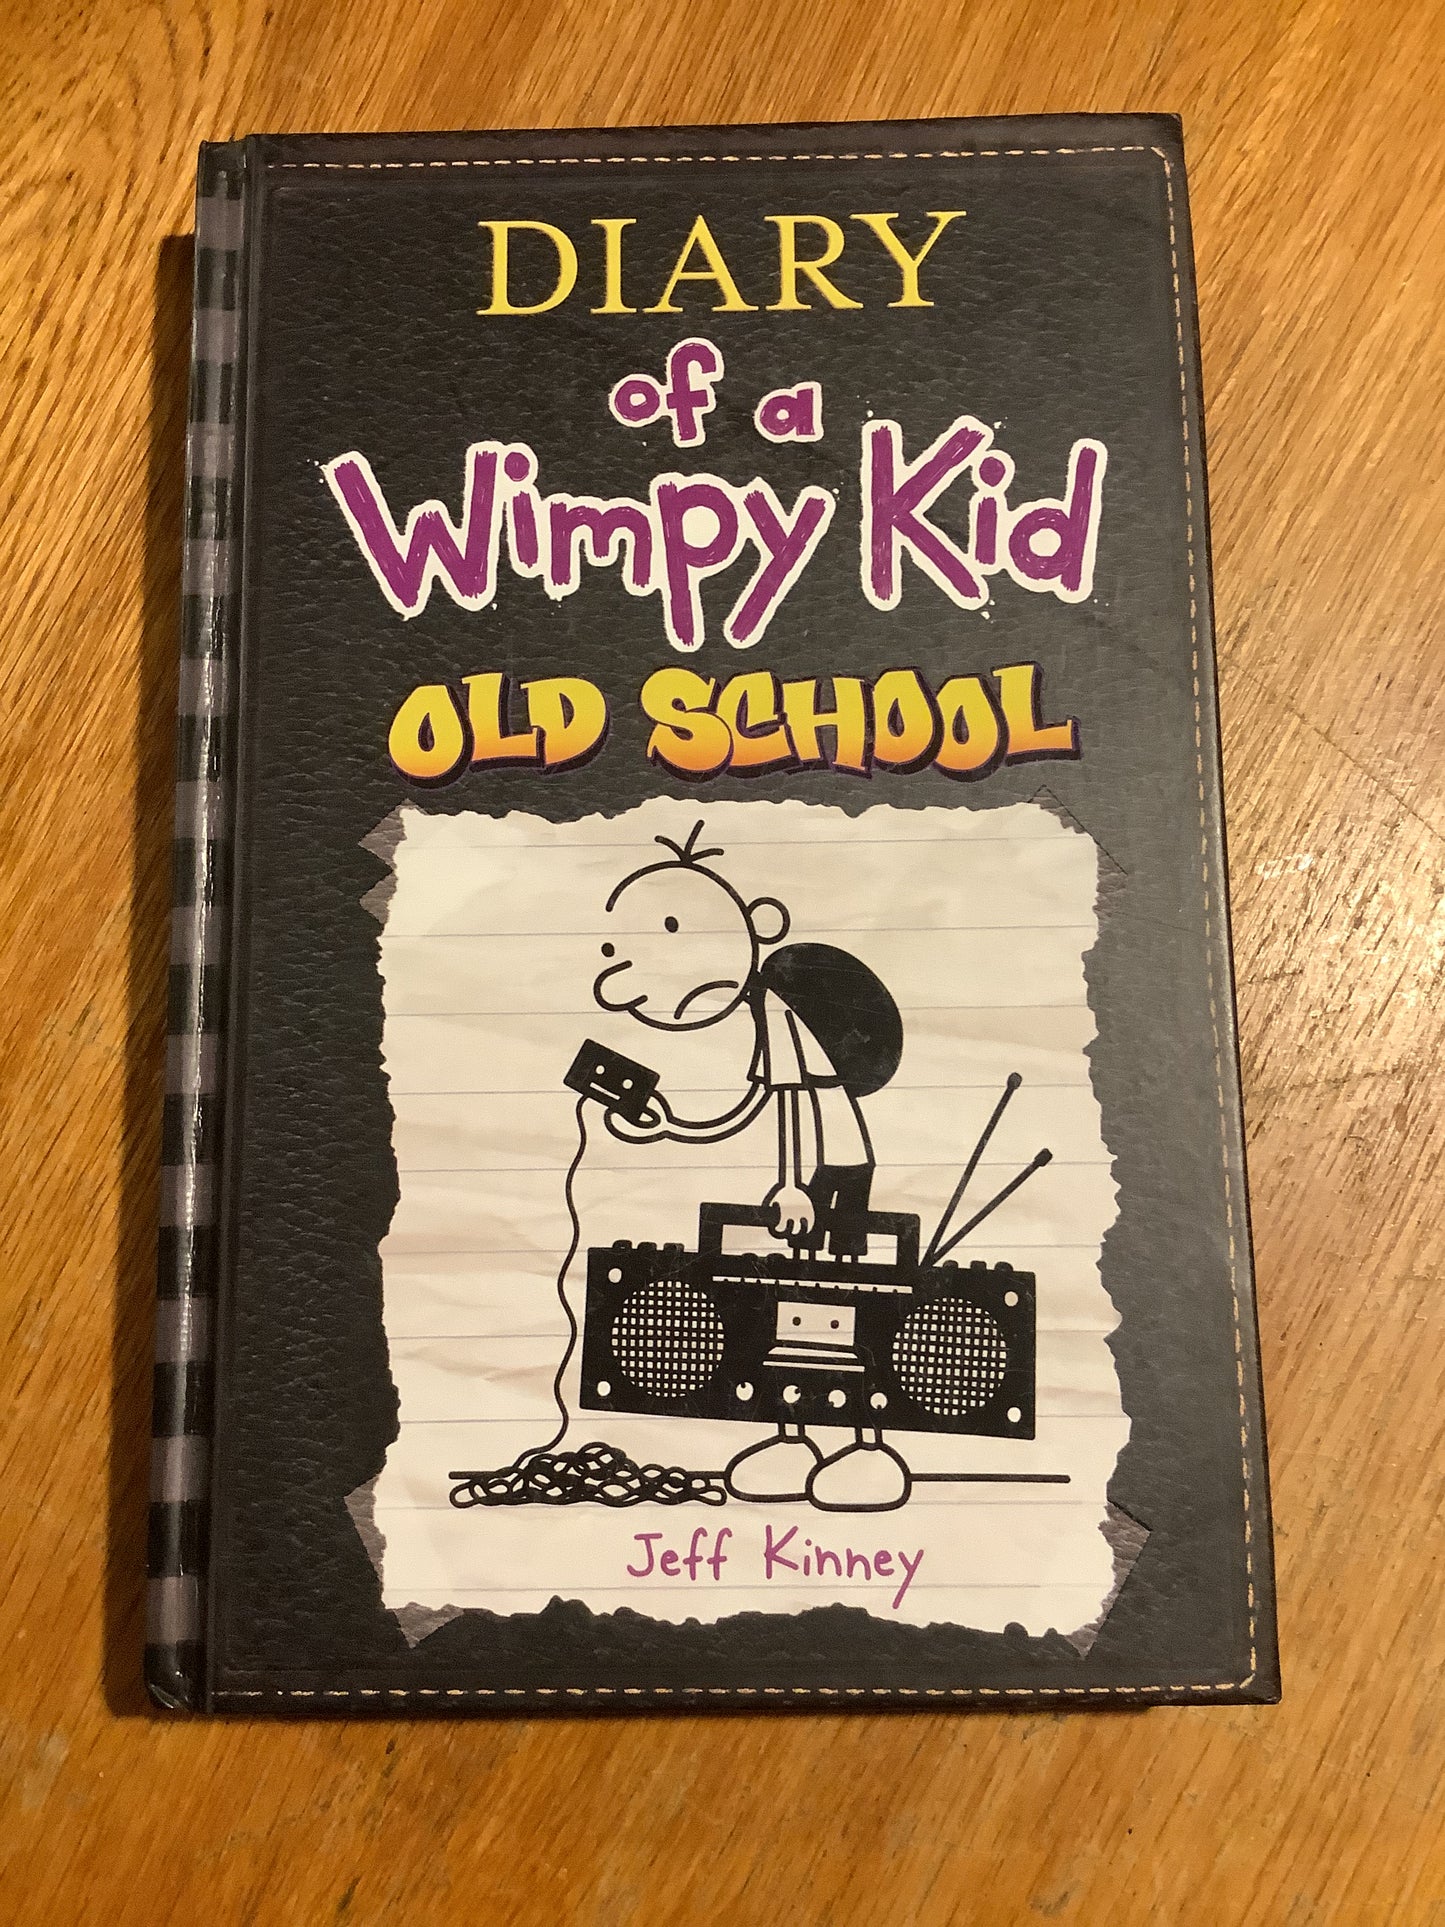 DIARY
of a
Wimpy Kid
OLD SCHOOL
Jeff Kinney